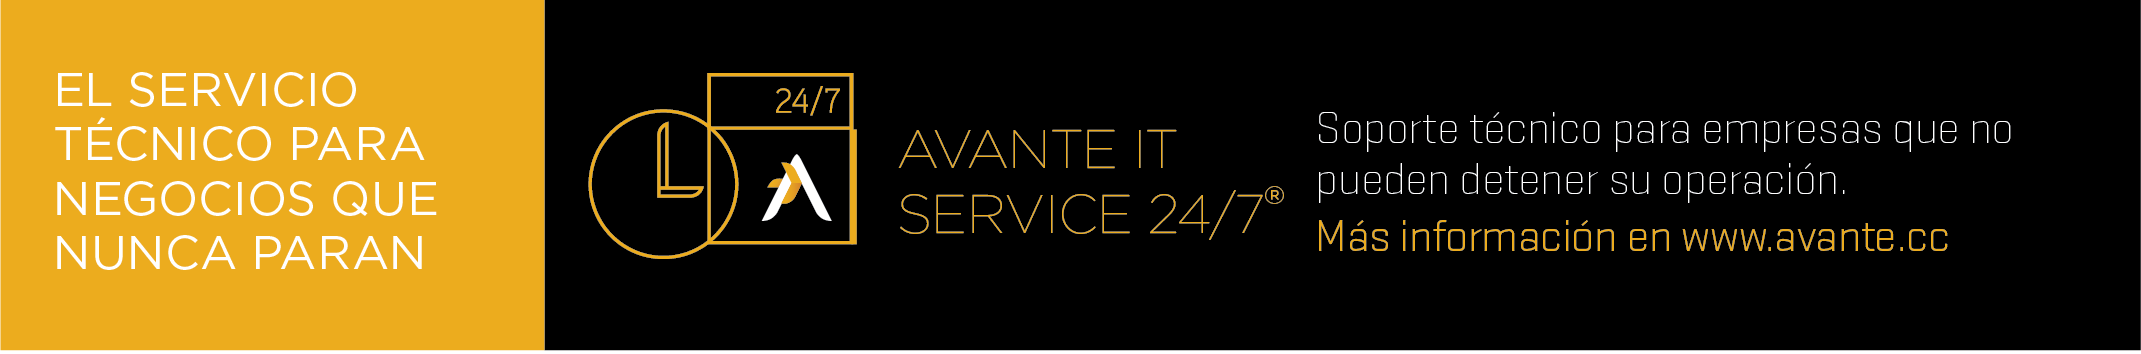 EL SERVICIO
TÉCNICO PARA
NEGOCIOS QUE
NUNCA PARAN
24/7
AVANTE IT
SERVICE 24/7®
Soporte técnico para empresas que no
pueden detener su operación.
Más información en www.avante.cc